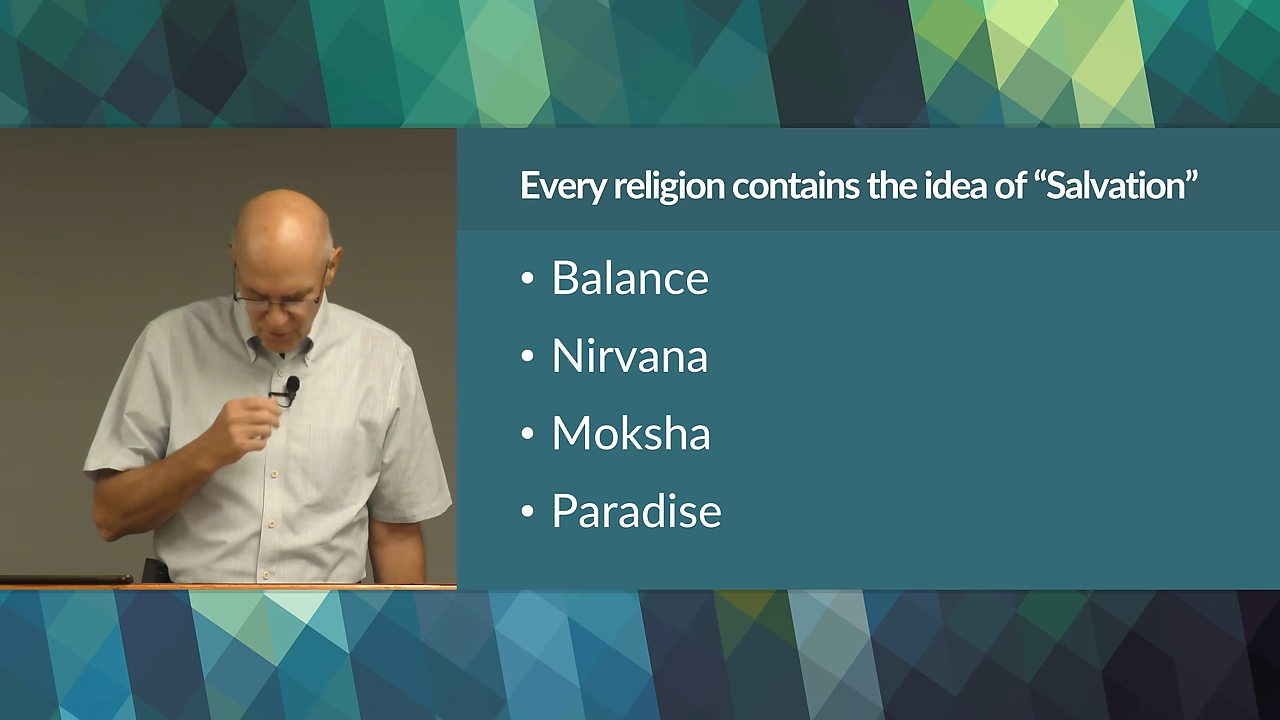 Every religion contains the idea of “Salvation”
• Balance
• Nirvana
• Moksha
• Paradise